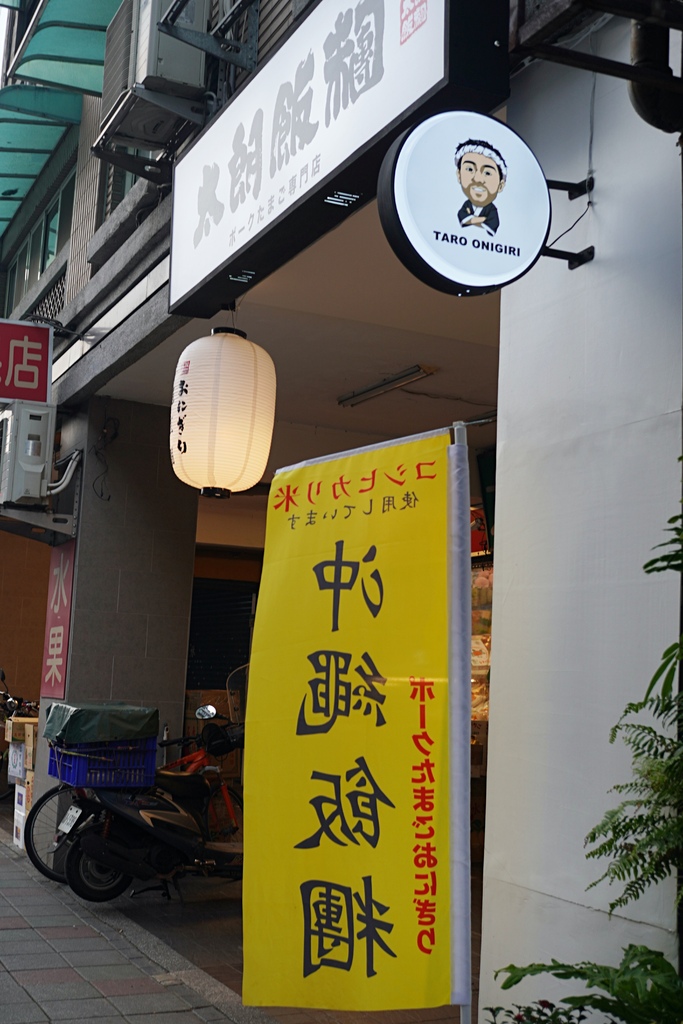 太朗飯糰
ポークたまご専門店
TARO ONIGIRI
店
おにぎり
コシヒカリ米
使用しています
沖縄飯糰
ポークたまごおにぎり
水果